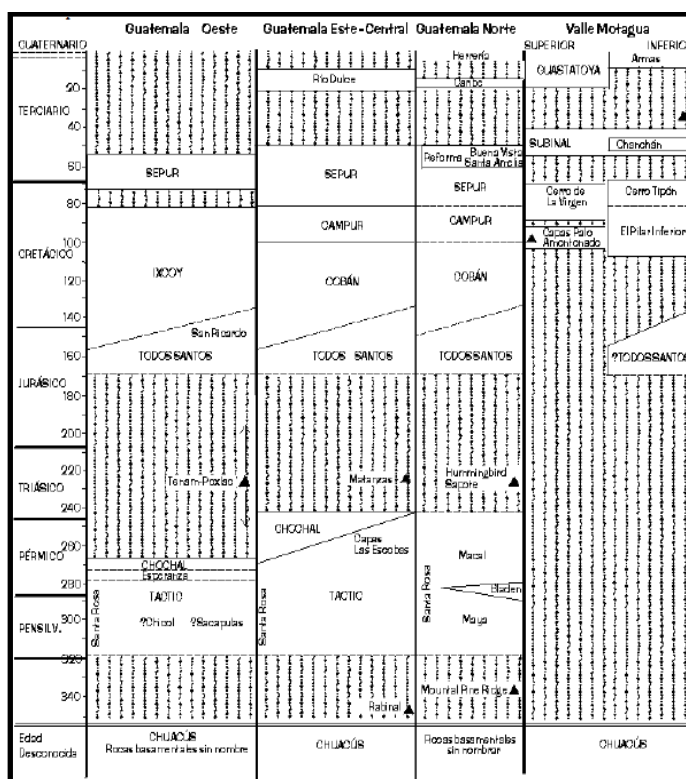 Guatemala Oeste
Guatemala Este-Central
Guatemala Norte
Valle Motagua
SUPERIOR
INFERIOR
CUATERNARIO
TERCIARIO
20
40
60
CRETÁCICO
80
100
120
140
JURÁSICO
160
180
200
TRIÁSICO
220
240
PÉRMICO
260
280
PENSILV.
300
320
340
Edad
Desconocida
SEPUR
IXCOY
San Ricardo
TODOS SANTOS
Tenam-Poxlac
CHOCHAL
Esperanza
TACTIC
?Chicol ?Sacapulas
Santa Rosa
CHUACÚS
Rocas basamentales sin nombre
Río Dulce
SEPUR
CAMPUR
COBÁN
TODOS SANTOS
Matanzas
CHOCHAL
Capas
Las Escobas
TACTIC
Santa Rosa
Rabinal
CHUACÚS
Herrería
Caribe
Reforma
Buena Vista
Santa Amelia
SEPUR
CAMPUR
COBÁN
TODOS SANTOS
Hummingbird
Sapore
Macal
Bladen
Maya
Santa Rosa
Mountal Pine Ridge
Rocas basamentales
sin nombrar
GUASTATOYA
Armas
SUBINAL
Chanchán
Cerro de
La Virgen
Cerro Tipón
Capas Palo
Amontonado
El Pilar Inferior
?TODOS SANTOS
CHUACÚS